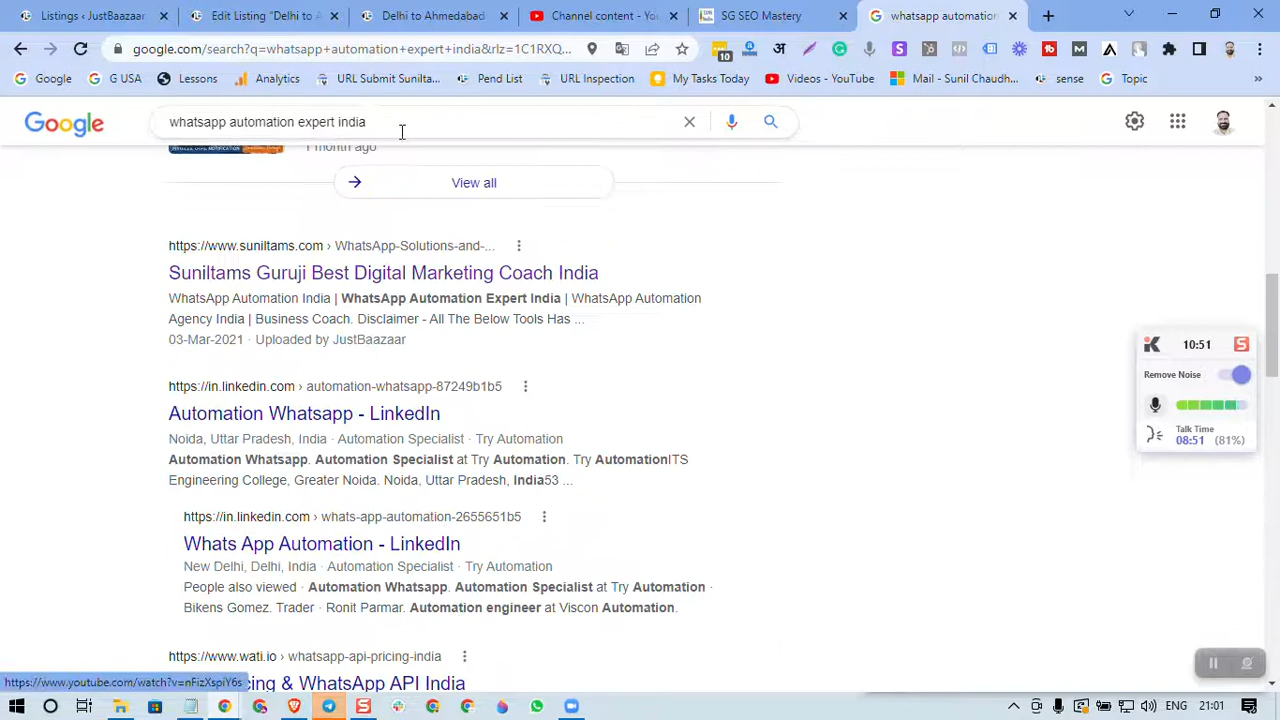 Listings ‹ JustBaazaar
Edit Listing "Delhi to A
Delhi to Ahmedabad
Channel content - You
SG SEO Mastery
whatsapp automation
google.com/search?q=whatsapp+automation+expert+india&rlz=1C1RXQ...
10
अ
Google
G USA
Lessons
Analytics
URL Submit Sunilta...
Pend List
URL Inspection
My Tasks Today
Videos - YouTube
Mail - Sunil Chaudh...
sense
Topic
»
Google
whatsapp automation expert india
1 month ago
View all
https://www.suniltams.com › WhatsApp-Solutions-and-...
Suniltams Guruji Best Digital Marketing Coach India
WhatsApp Automation India | WhatsApp Automation Expert India | WhatsApp Automation
Agency India | Business Coach. Disclaimer - All The Below Tools Has ...
03-Mar-2021 · Uploaded by JustBaazaar
https://in.linkedin.com › automation-whatsapp-87249b1b5
Automation Whatsapp - LinkedIn
Noida, Uttar Pradesh, India · Automation Specialist · Try Automation
Automation Whatsapp. Automation Specialist at Try Automation. Try AutomationITS
Engineering College, Greater Noida. Noida, Uttar Pradesh, India53 ...
https://in.linkedin.com › whats-app-automation-2655651b5
Whats App Automation - LinkedIn
New Delhi, Delhi, India · Automation Specialist · Try Automation
People also viewed · Automation Whatsapp. Automation Specialist at Try Automation ·
Bikens Gomez. Trader · Ronit Parmar. Automation engineer at Viscon Automation.
https://www.wati.io › whatsapp-api-pricing-india
cing & WhatsApp API India
https://www.youtube.com/watch?v=nFizXspiY6s
10:51
Remove Noise
Talk Time
08:51 (81%)
ENG
21:01